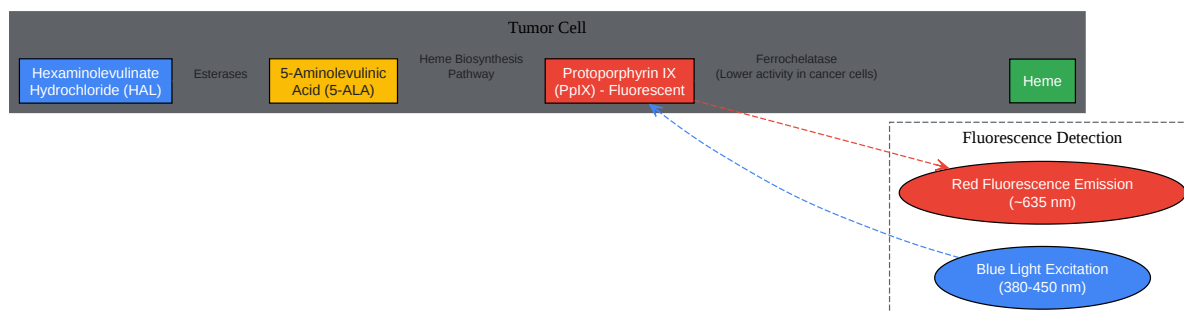 Tumor Cell
Hexaminolevulinate
Hydrochloride (HAL)
Esterases
5-Aminolevulinic
Acid (5-ALA)
Heme Biosynthesis
Pathway
Protoporphyrin IX
(PpIX) - Fluorescent
Ferrochelatase
(Lower activity in cancer cells)
Heme
Fluorescence Detection
Red Fluorescence Emission
(~635 nm)
Blue Light Excitation
(380-450 nm)